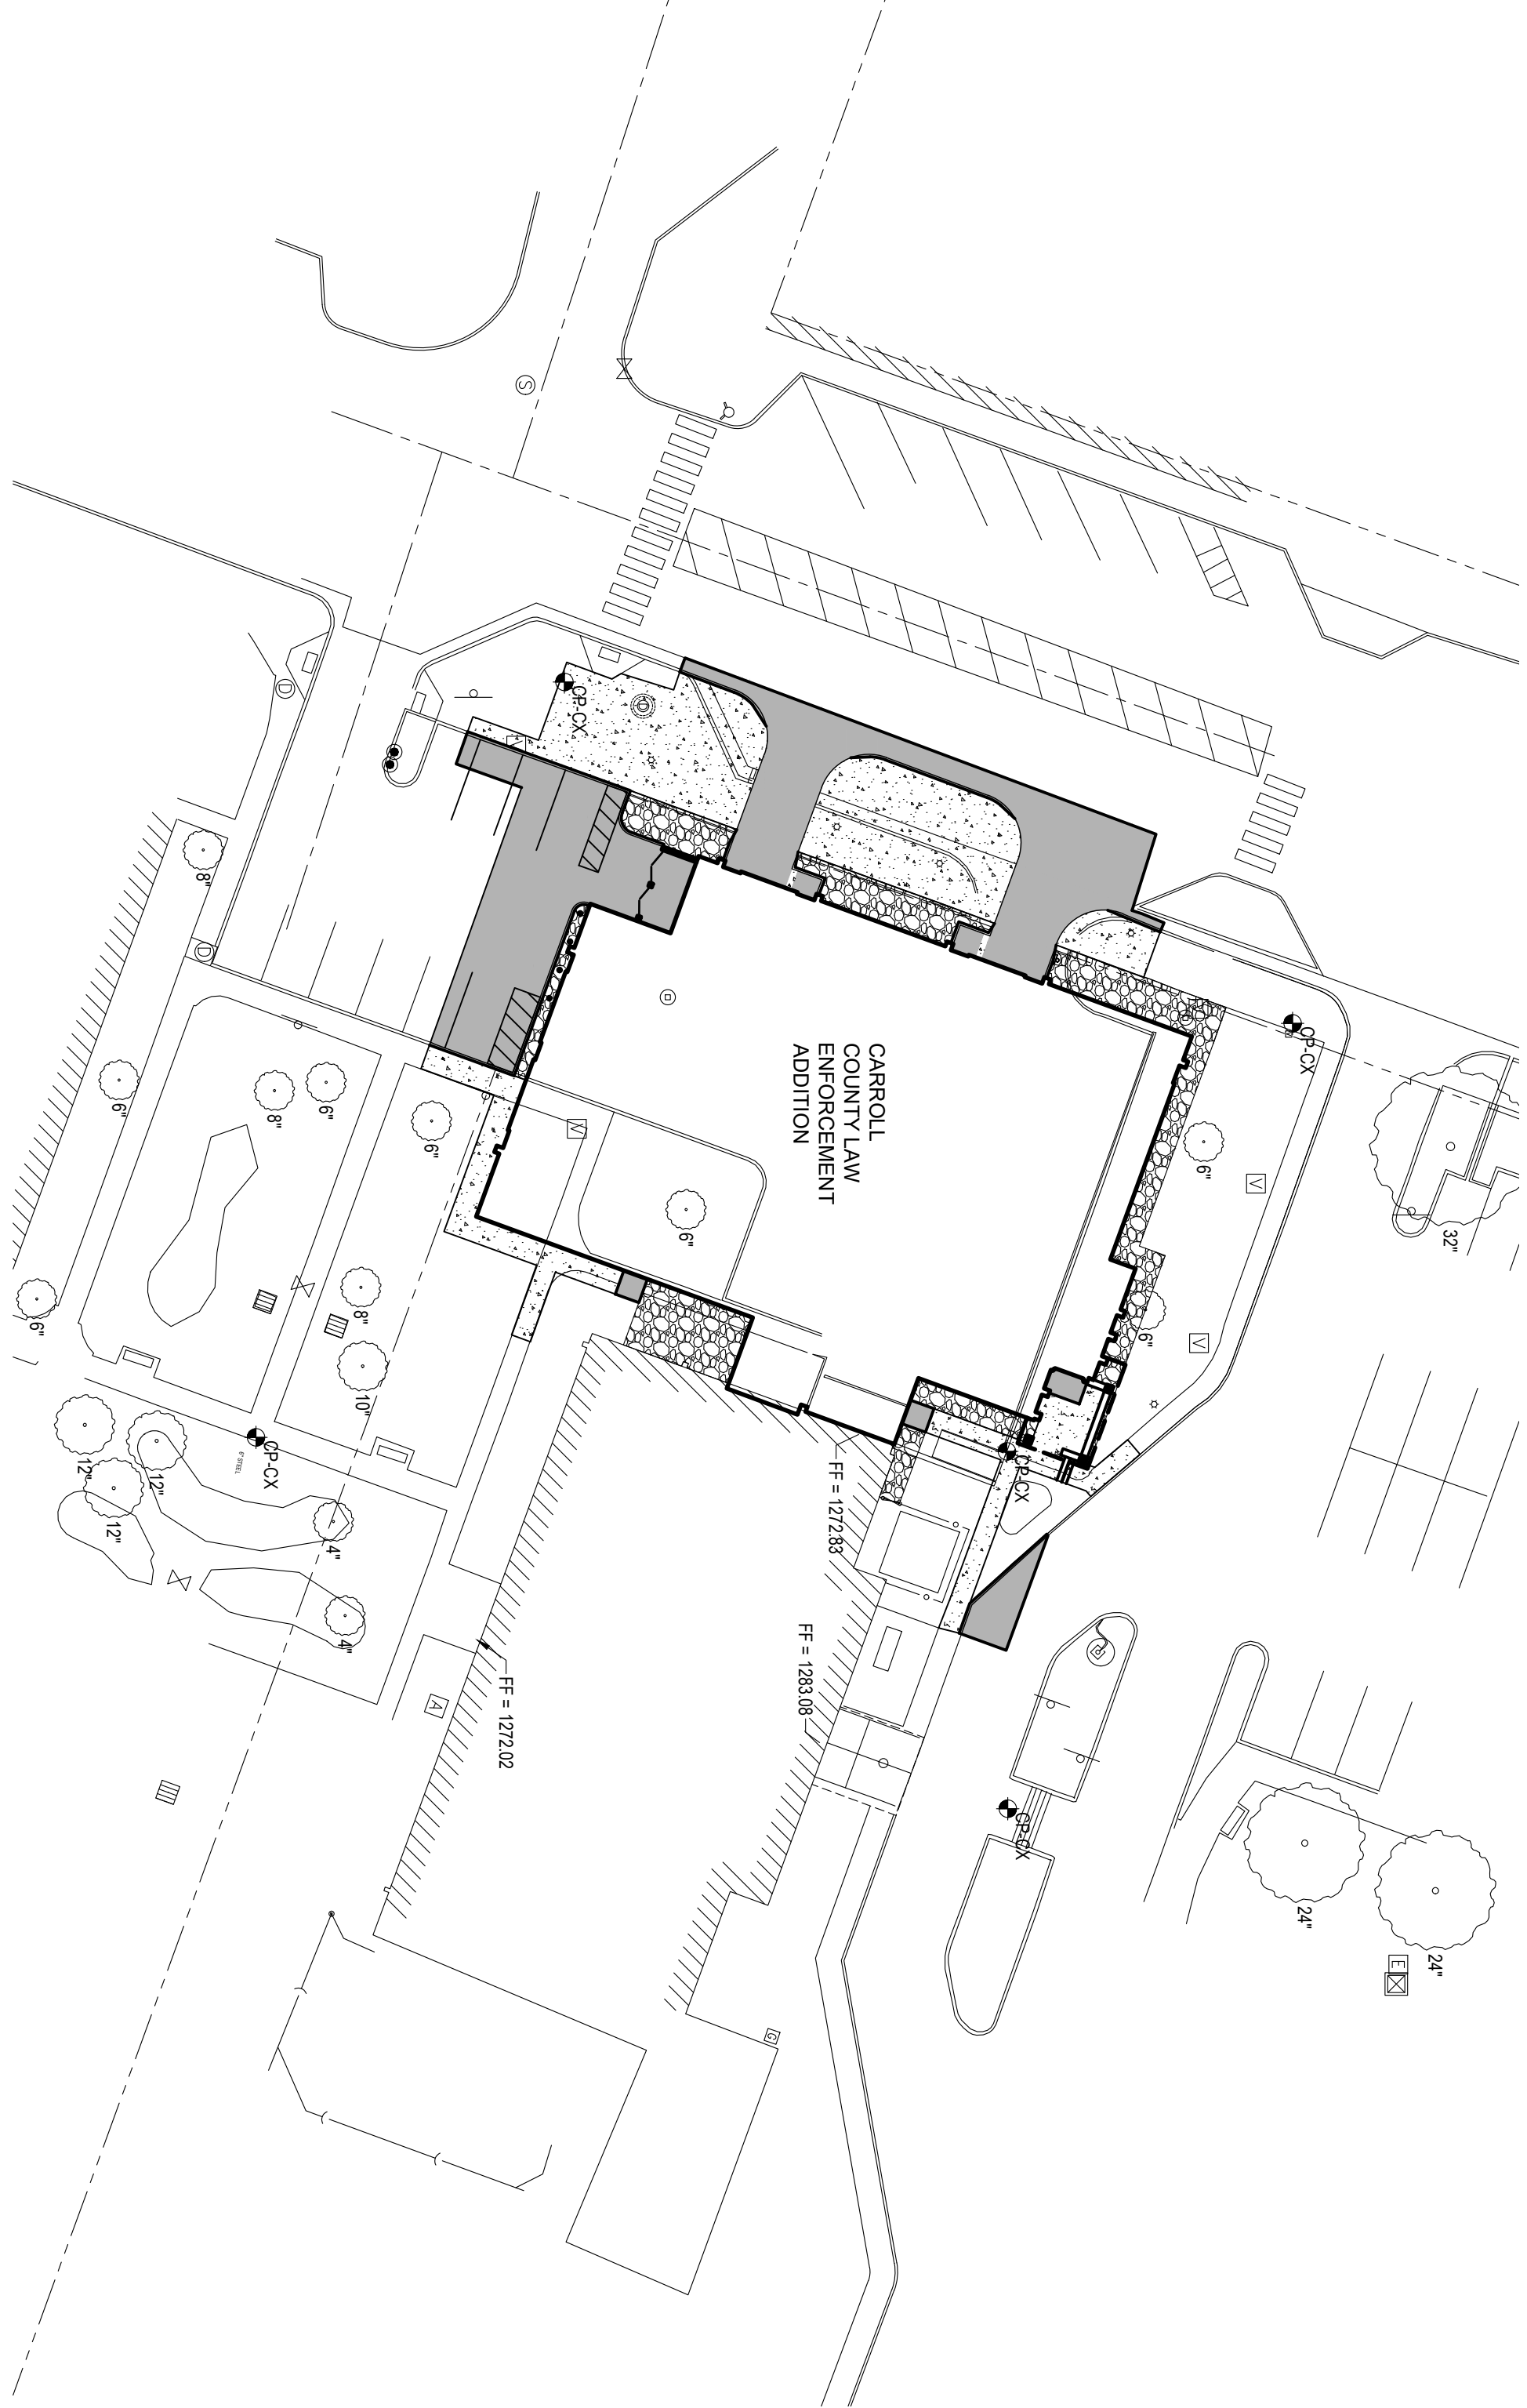 CARROLL
COUNTY LAW
ENFORCEMENT
ADDITION
S
CP-CX
D
D
D
V
8"
6"
8"
6"
6"
6"
V
CP-CX
6"
V
32"
6"
V
CP-CX
FF = 1272.83
FF = 1283.08
FF = 1272.02
6"
8"
10"
CP-CX
6" STEEL
12"
12"
12"
4"
4"
A
CP-CX
24"
24"
E
G